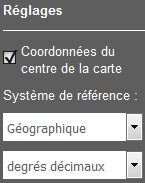 Réglages
Coordonnées du
centre de la carte
Système de référence :
Géographique
degrés décimaux